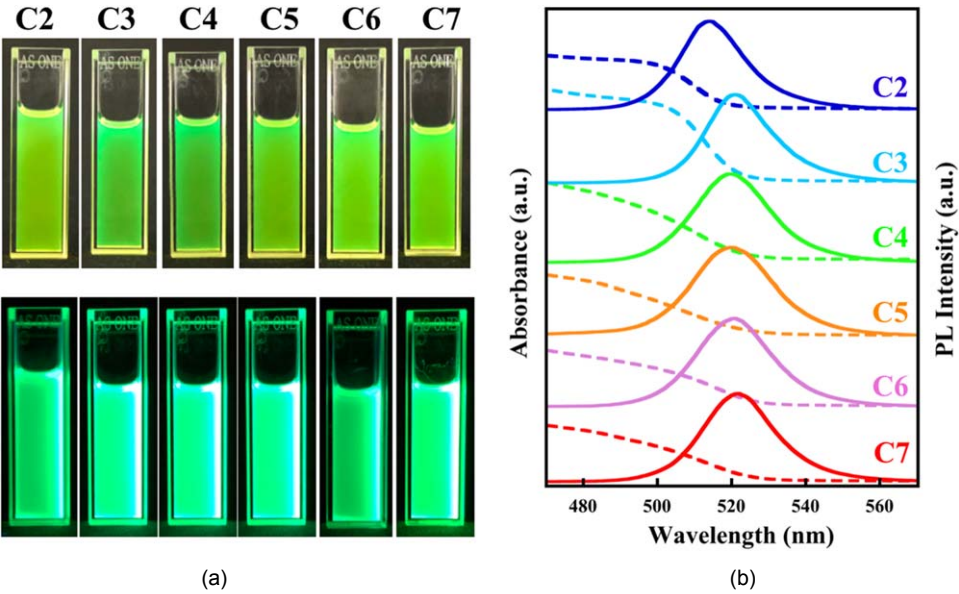 C2 C3 C4 C5 C6 C7
AS ONE AS ONE AS ONE AS ONE AS ONE AS ONE
AS ONE AS ONE AS ONE AS ONE AS ONE AS ONE
(a)
Absorbance (a.u.)
C2
C3
C4
C5
C6
C7
PL Intensity (a.u.)
480 500 520 540 560
Wavelength (nm)
(b)